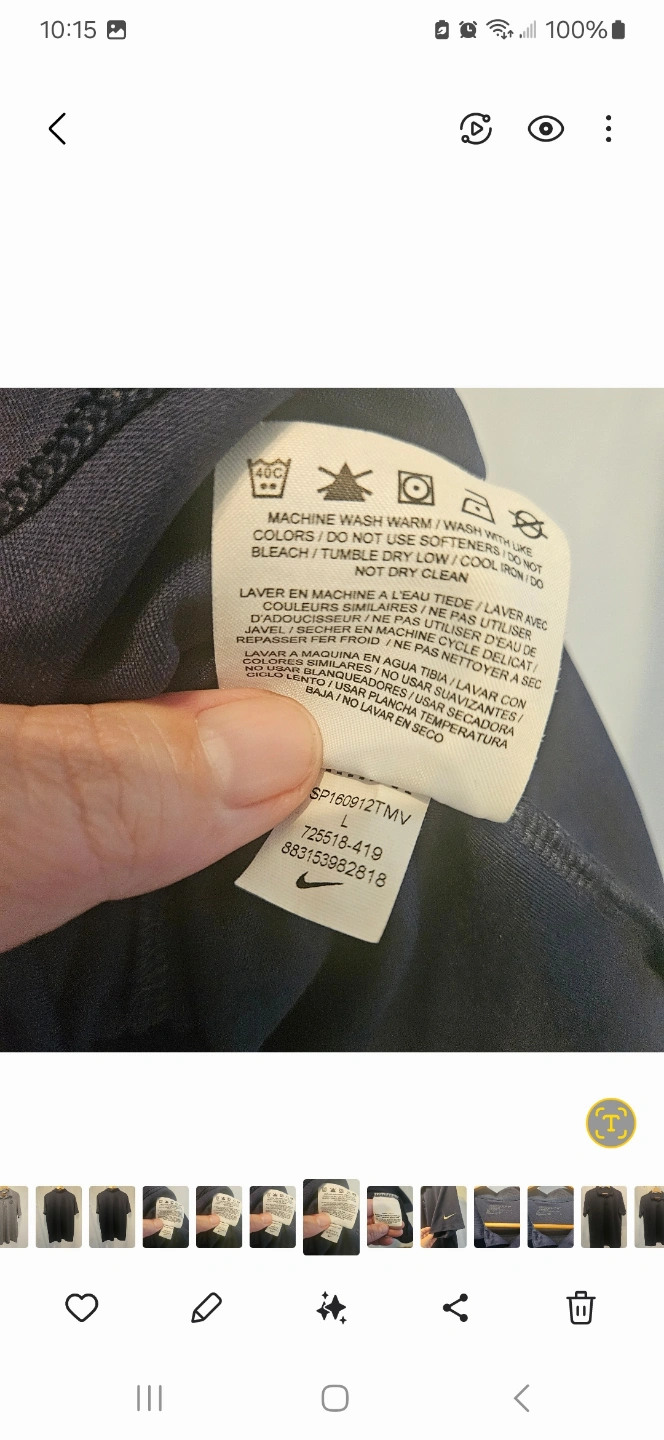 10:15
100%
40C
MACHINE WASH WARM / WASH WITH LIKE
COLORS / DO NOT USE SOFTENERS / DO NOT
BLEACH / TUMBLE DRY LOW / COOL IRON / DO
NOT DRY CLEAN
LAVER EN MACHINE A L'EAU TIEDE / LAVER AVEC
COULEURS SIMILAIRES / NE PAS UTILISER
D'ADOUCISSEUR / NE PAS UTILISER D'EAU DE
JAVEL / SECHER EN MACHINE CYCLE DELICAT /
REPASSER FER FROID / NE PAS NETTOYER A SEC
LAVAR A MAQUINA EN AGUA TIBIA / LAVAR CON
COLORES SIMILARES / NO USAR SUAVIZANTES /
NO USAR BLANQUEADORES / USAR SECADORA
CICLO LENTO / USAR PLANCHA TEMPERATURA
BAJA / NO LAVAR EN SECO
SP160912TMV
L
725518-419
883153982818
T